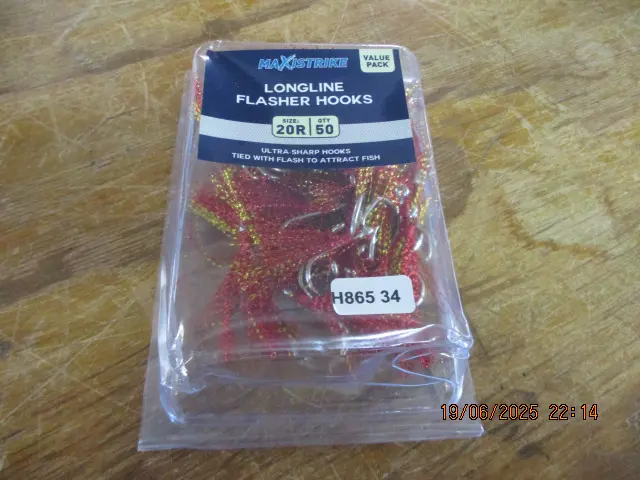 MAXISTRIKE
VALUE
PACK
LONGLINE
FLASHER HOOKS
SIZE: QTY
20R 50
ULTRA-SHARP HOOKS
TIED WITH FLASH TO ATTRACT FISH
H865 34
19/06/2025 22:14